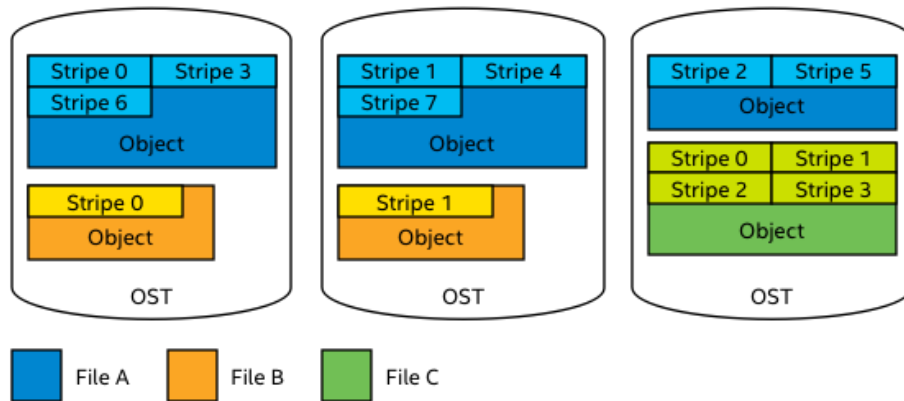 Stripe 0 Stripe 3
Stripe 6
Object
Stripe 0
Object
OST
Stripe 1 Stripe 4
Stripe 7
Object
Stripe 1
Object
OST
Stripe 2 Stripe 5
Object
Stripe 0 Stripe 1
Stripe 2 Stripe 3
Object
OST
File A
File B
File C